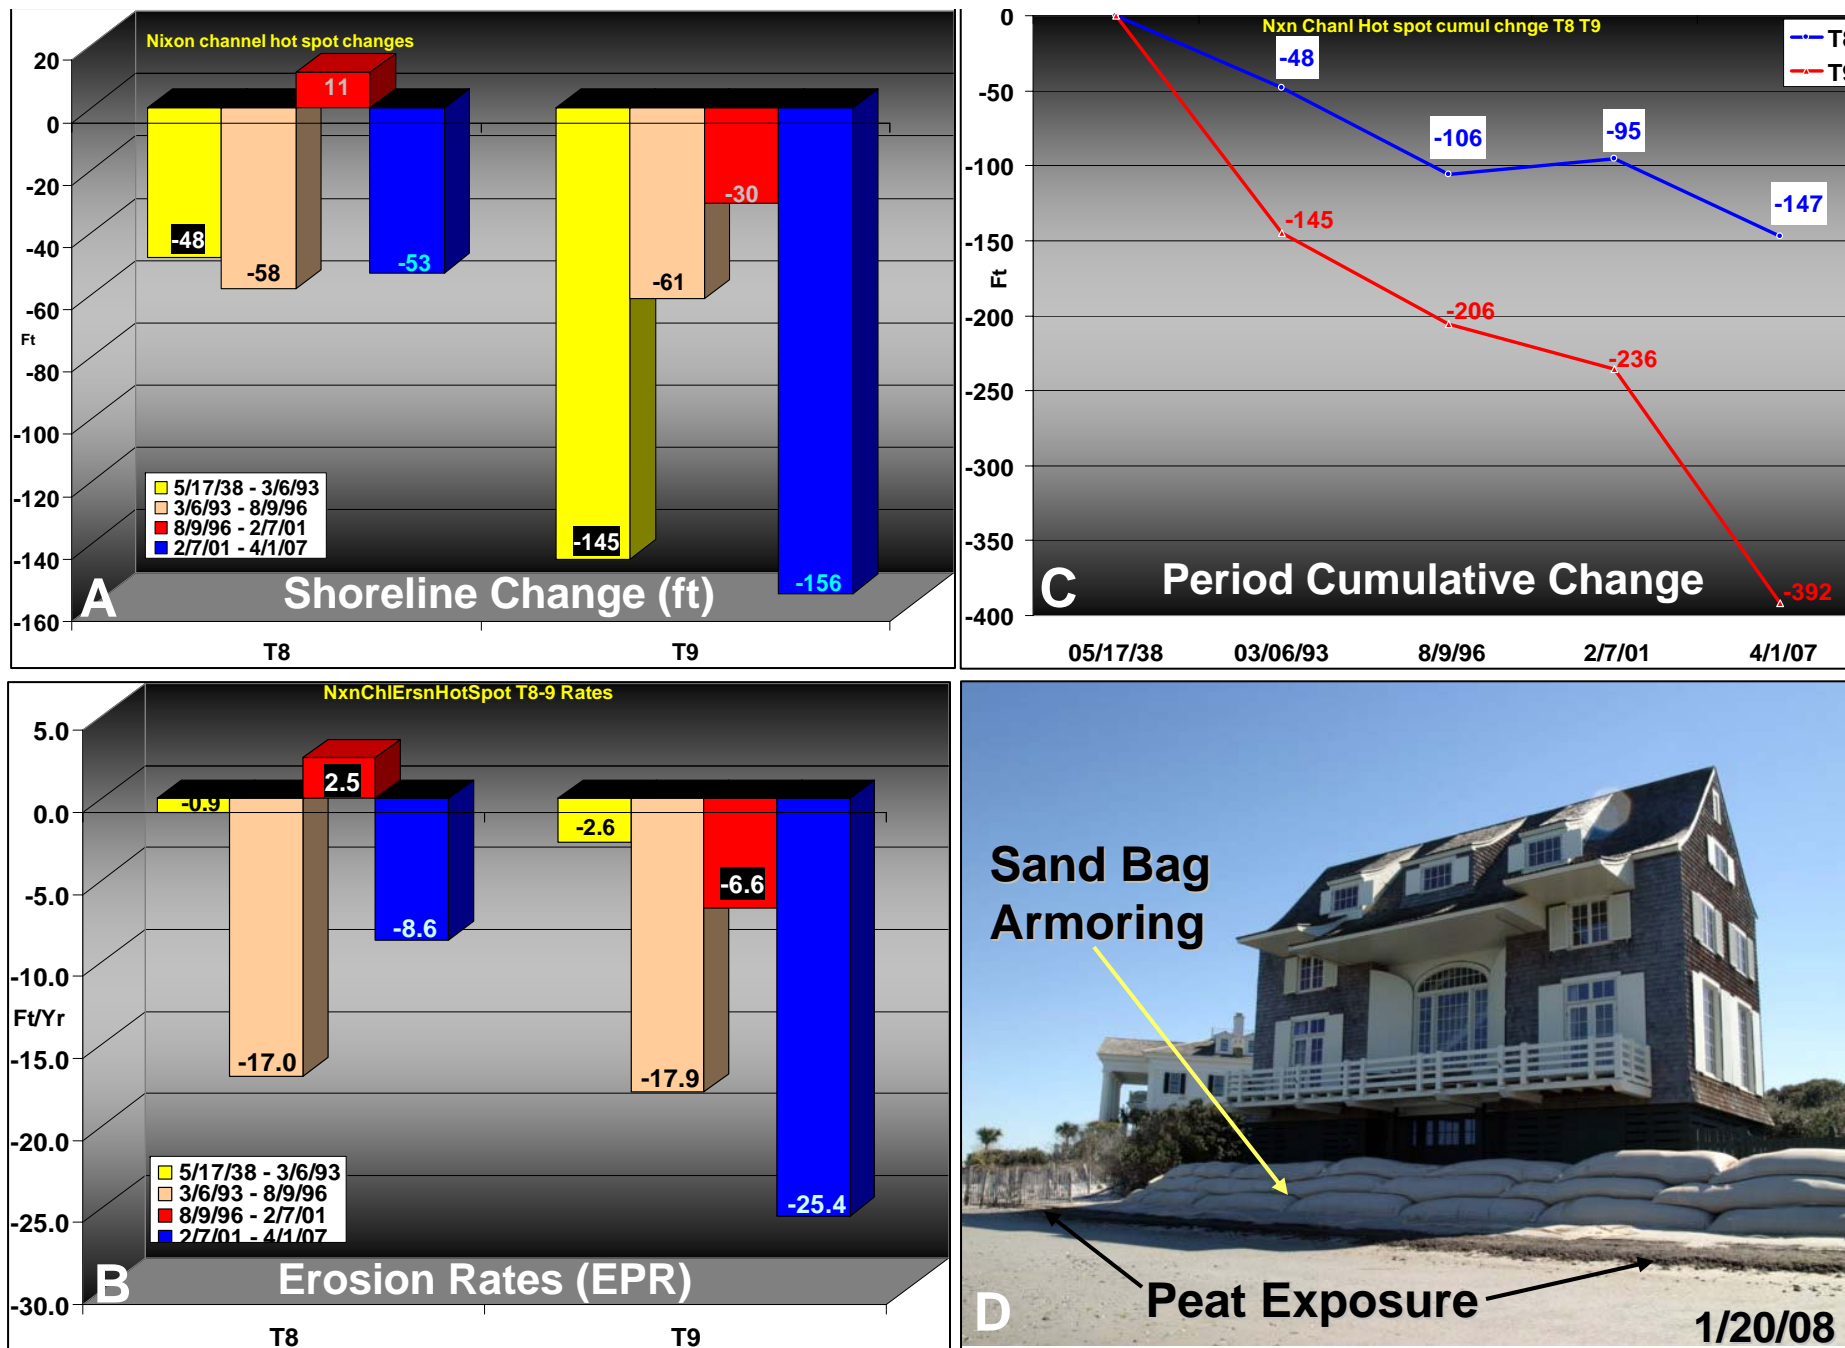 Nixon channel hot spot changes
20
0
-20
-40
-60
-80
-100
-120
-140
-160
Ft
11
-48
-58
-53
-30
-61
-145
-156
5/17/38 - 3/6/93
3/6/93 - 8/9/96
8/9/96 - 2/7/01
2/7/01 - 4/1/07
A
Shoreline Change (ft)
T8
T9
Nxn Chanl Hot spot cumul chnge T8 T9
T8
T9
0
-50
-100
-150
-200
-250
-300
-350
-400
Ft
-48
-106
-95
-147
-145
-206
-236
-392
C
Period Cumulative Change
05/17/38
03/06/93
8/9/96
2/7/01
4/1/07
NxnChlErsnHotSpot T8-9 Rates
5.0
0.0
-5.0
-10.0
Ft/Yr
-15.0
-20.0
-25.0
-30.0
-0.9
2.5
-8.6
-17.0
-2.6
-6.6
-17.9
-25.4
5/17/38 - 3/6/93
3/6/93 - 8/9/96
8/9/96 - 2/7/01
2/7/01 - 4/1/07
B
Erosion Rates (EPR)
T8
T9
Sand Bag
Armoring
Peat Exposure
D
1/20/08